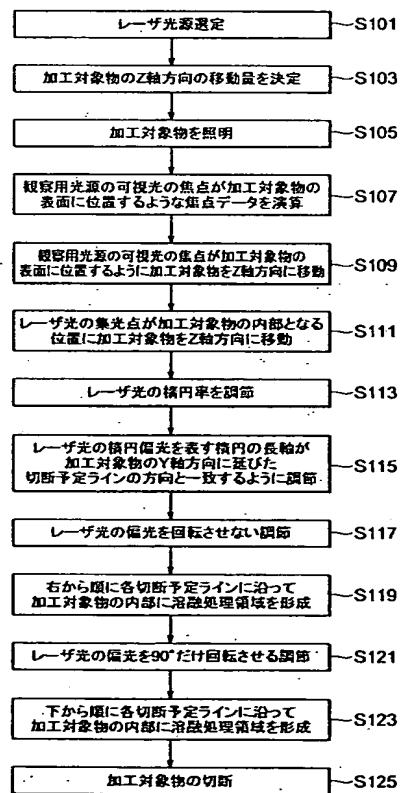 レーザ光源選定
S101
加工対象物のZ軸方向の移動量を決定
S103
加工対象物を照明
S105
観察用光源の可視光の焦点が加工対象物の
表面に位置するような焦点データを演算
S107
観察用光源の可視光の焦点が加工対象物の
表面に位置するように加工対象物をZ軸方向に移動
S109
レーザ光の集光点が加工対象物の内部となる
位置に加工対象物をZ軸方向に移動
S111
レーザ光の楕円率を調節
S113
レーザ光の楕円偏光を表す楕円の長軸が
加工対象物のY軸方向に延びた
切断予定ラインの方向と一致するように調節
S115
レーザ光の偏光を回転させない調節
S117
右から順に各切断予定ラインに沿って
加工対象物の内部に溶融処理領域を形成
S119
レーザ光の偏光を90°だけ回転させる調節
S121
下から順に各切断予定ラインに沿って
加工対象物の内部に溶融処理領域を形成
S123
加工対象物の切断
S125